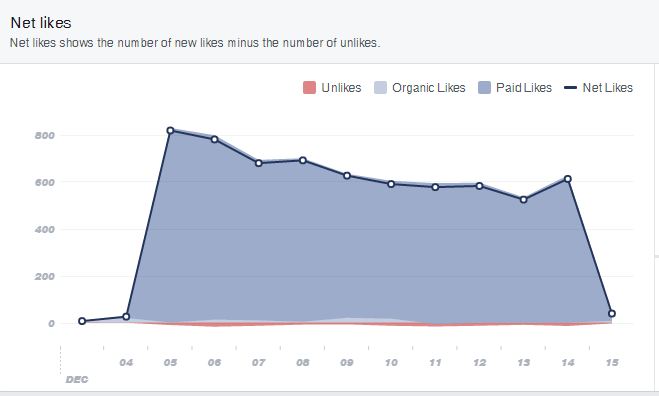 Net likes
Net likes shows the number of new likes minus the number of unlikes.
Unlikes Organic Likes Paid Likes Net Likes
800
600
400
200
0
04 05 06 07 08 09 10 11 12 13 14 15
DEC